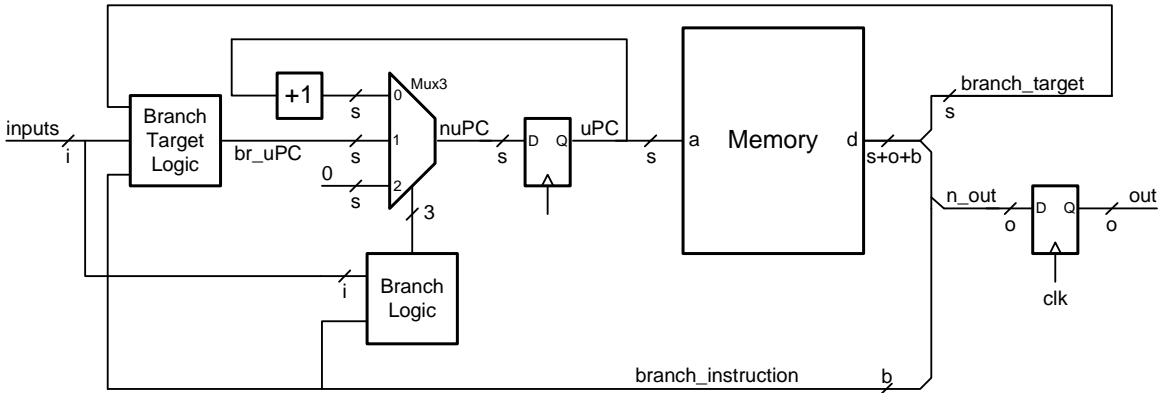 branch_target
s
Mux3
+1
s
0
Branch
Target
Logic
inputs
i
br_uPC
s
1
nuPC
s
D
Q
uPC
s
a
Memory
d
s+o+b
0
s
2
3
n_out
o
D
Q
out
o
clk
i
Branch
Logic
branch_instruction
b